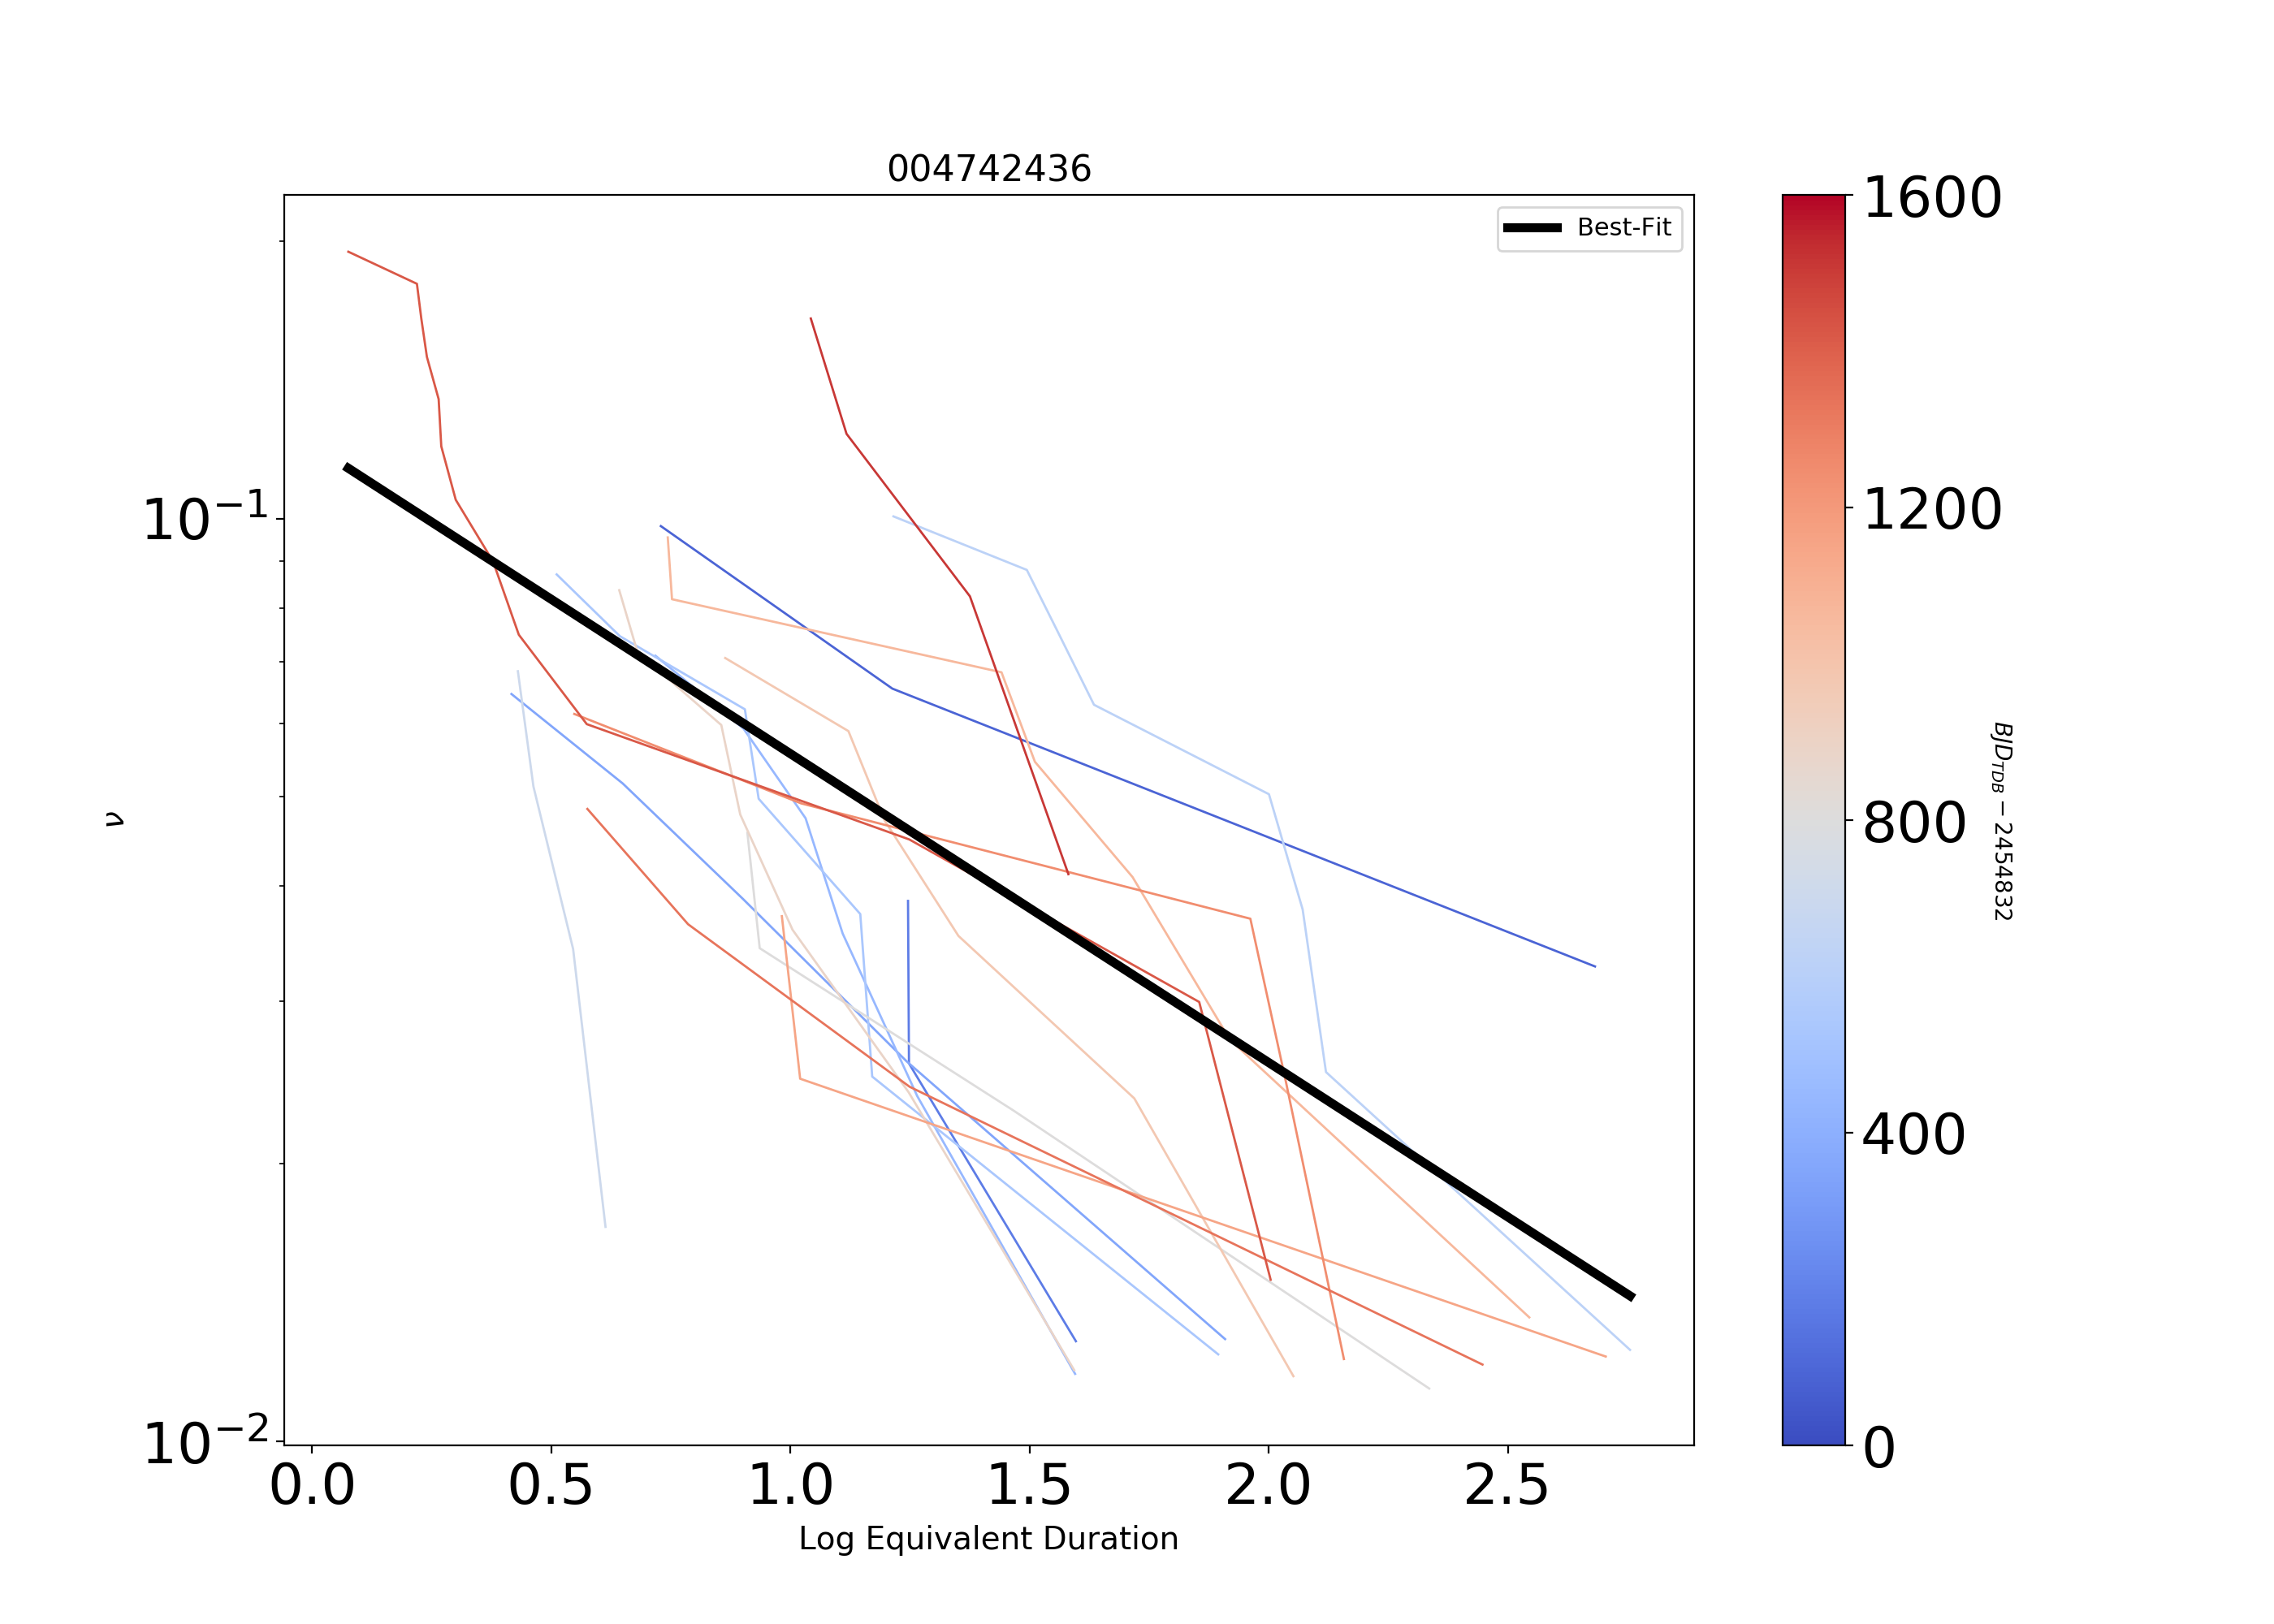 004742436
Best-Fit
10⁻¹
10⁻²
ν
0.0 0.5 1.0 1.5 2.0 2.5
Log Equivalent Duration
1600
1200
800
400
0
BJD_TDB − 2454832